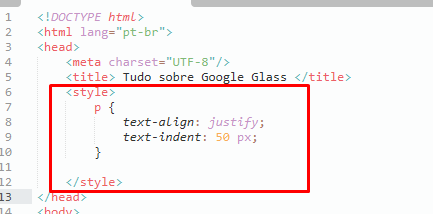 1 <!DOCTYPE html>
2 <html lang="pt-br">
3 <head>
4 <meta charset="UTF-8"/>
5 <title> Tudo sobre Google Glass </title>
6 <style>
7 p {
8 text-align: justify;
9 text-indent: 50 px;
10 }
11
12 </style>
13 </head>
14 <body>